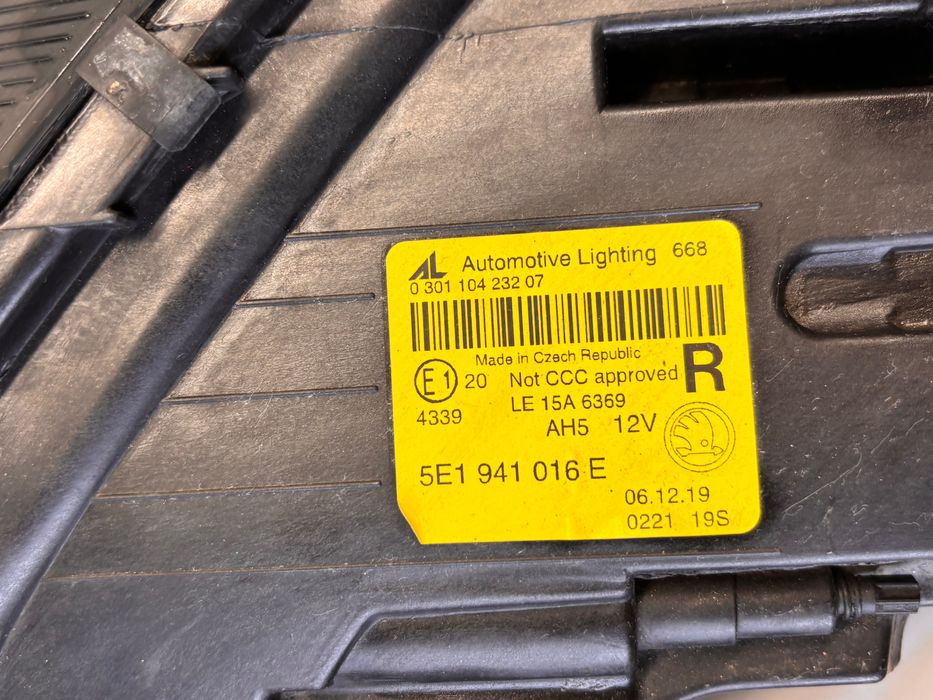 AL Automotive Lighting 668
0 301 104 232 07
Made in Czech Republic
E1 20 Not CCC approved R
4339 LE 15A 6369
AH5 12V
5E1 941 016 E
06.12.19
0221 19S